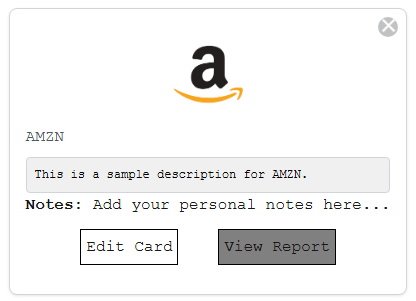 a
AMZN
This is a sample description for AMZN.
Notes: Add your personal notes here...
Edit Card
View Report